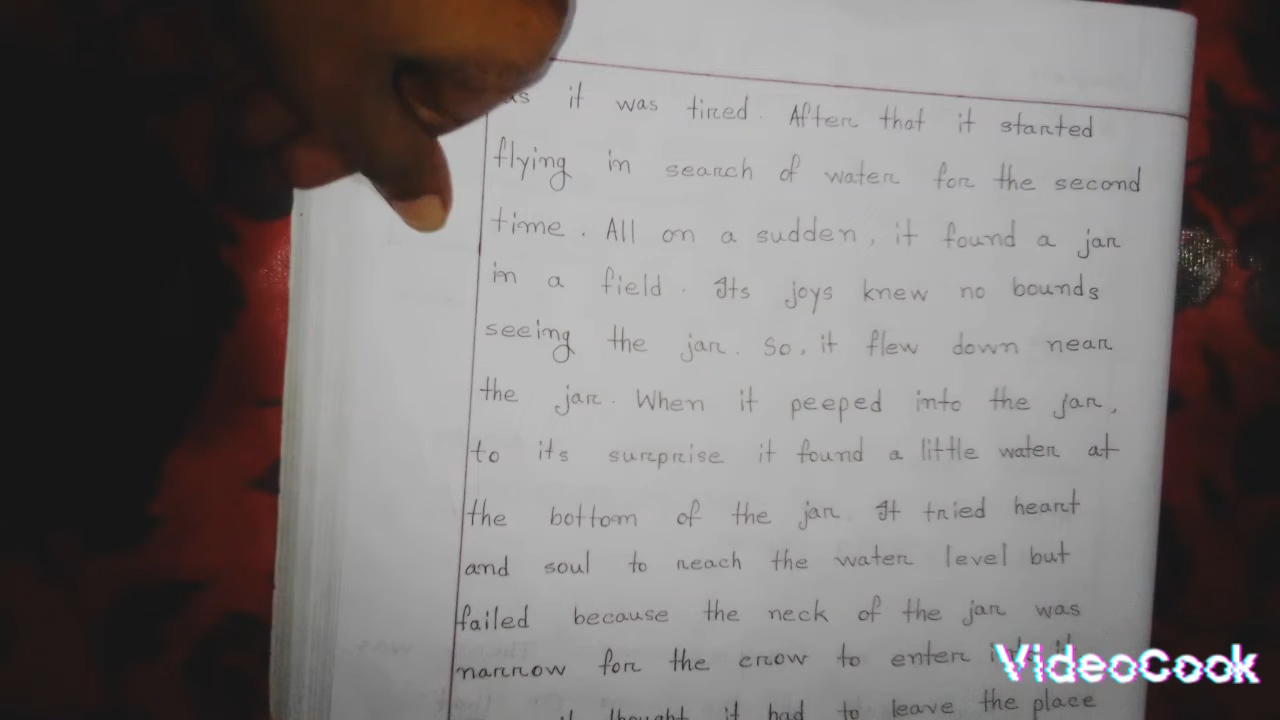 as it was tired. After that it started
flying in search of water for the second
time. All on a sudden, it found a jar
in a field. Its joys knew no bounds
seeing the jar. So, it flew down near
the jar. When it peeped into the jar,
to its surprise it found a little water at
the bottom of the jar. It tried heart
and soul to reach the water level but
failed because the neck of the jar was
narrow for the crow to enter into it
thought it had to leave the place
VideoCook